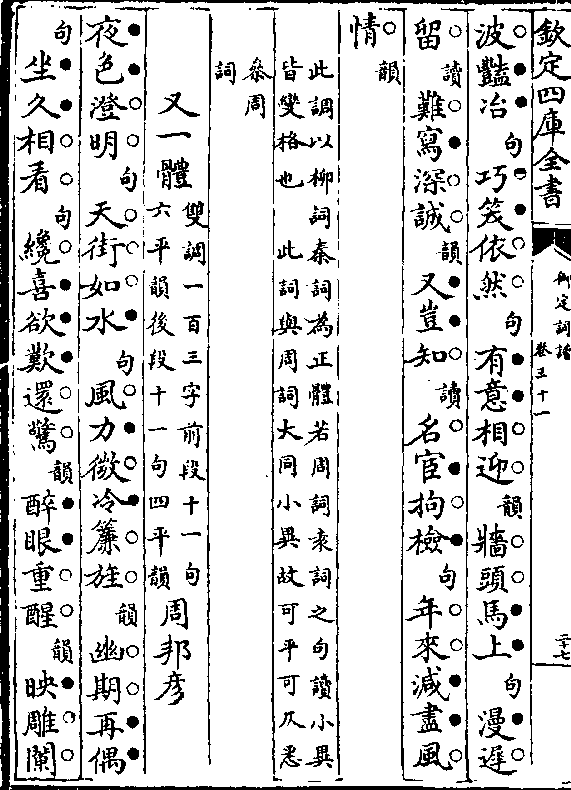 欽定四庫全書
御定詞譜
卷三十一
二十七
波豔冶句巧笑依然句有意相迎韻牆頭馬上句漫遲
留讀難寫深誠韻又豈知讀名宦拘檢句年來減盡風
情韻
此調以柳詞秦詞為正體若周詞袁詞之句讀小異
皆變格也 此詞與周詞大同小異故可平可仄悉
叅周
詞
又一體
雙調一百三字前段十一句
六平韻後段十一句四平韻
周邦彥
夜色澄明句天街如水句風力微冷簾旌韻幽期再偶
句坐久相看句纔喜欲歎還驚韻醉眼重醒韻映雕闌